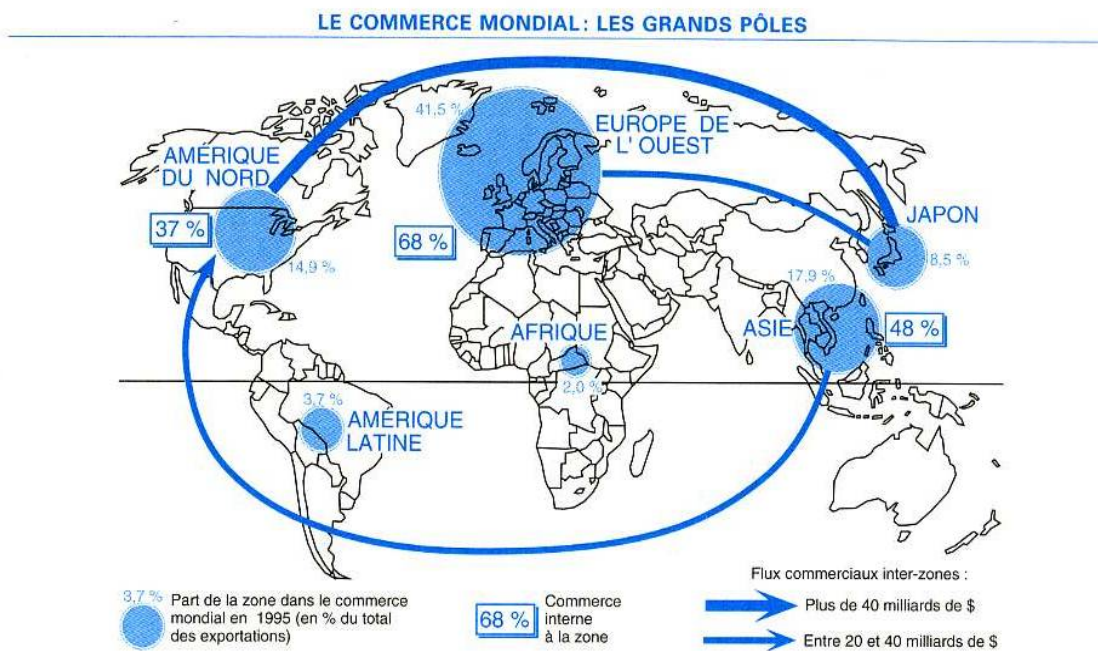 LE COMMERCE MONDIAL: LES GRANDS PÔLES
41,5 %
EUROPE DE
L' OUEST
AMÉRIQUE
DU NORD
37 %
14,9 %
68 %
JAPON
8,5 %
17,9 %
ASIE
48 %
AFRIQUE
2,0 %
3,7 %
AMÉRIQUE
LATINE
3,7 %
Part de la zone dans le commerce
mondial en 1995 (en % du total
des exportations)
68 %
Commerce
interne
à la zone
Flux commerciaux inter-zones :
Plus de 40 milliards de $
Entre 20 et 40 milliards de $